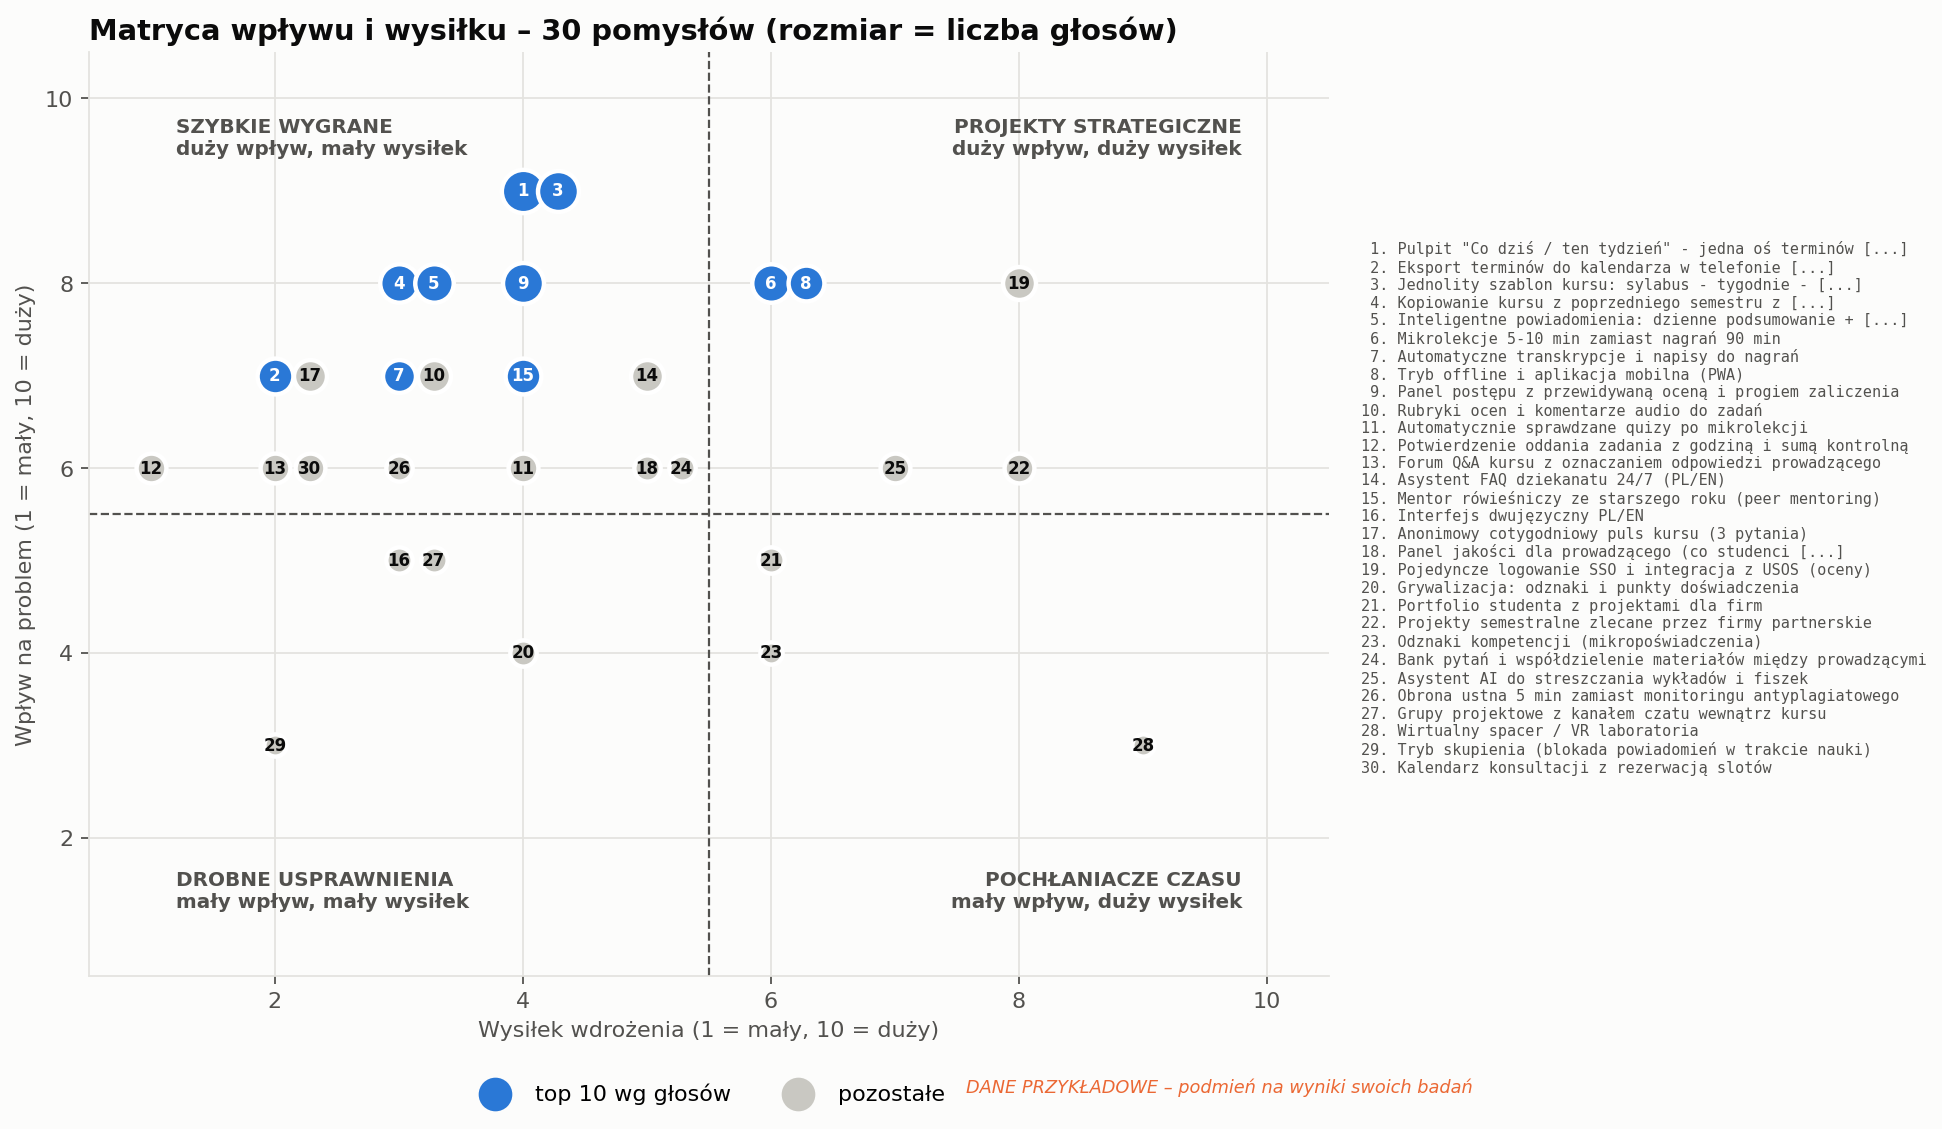 Matryca wpływu i wysiłku – 30 pomysłów (rozmiar = liczba głosów)
Wpływ na problem (1 = mały, 10 = duży)
10
8
6
4
2
SZYBKIE WYGRANE
duży wpływ, mały wysiłek
PROJEKTY STRATEGICZNE
duży wpływ, duży wysiłek
1 3
4 5 9 6 8 19
2 17 7 10 15 14
12 13 30 26 11 18 24 25 22
16 27 21
20 23
29 28
DROBNE USPRAWNIENIA
mały wpływ, mały wysiłek
POCHŁANIACZE CZASU
mały wpływ, duży wysiłek
2 4 6 8 10
Wysiłek wdrożenia (1 = mały, 10 = duży)
top 10 wg głosów
pozostałe
DANE PRZYKŁADOWE – podmień na wyniki swoich badań
1. Pulpit "Co dziś / ten tydzień" - jedna oś terminów [...]
2. Eksport terminów do kalendarza w telefonie [...]
3. Jednolity szablon kursu: sylabus - tygodnie - [...]
4. Kopiowanie kursu z poprzedniego semestru z [...]
5. Inteligentne powiadomienia: dzienne podsumowanie + [...]
6. Mikrolekcje 5-10 min zamiast nagrań 90 min
7. Automatyczne transkrypcje i napisy do nagrań
8. Tryb offline i aplikacja mobilna (PWA)
9. Panel postępu z przewidywaną oceną i progiem zaliczenia
10. Rubryki ocen i komentarze audio do zadań
11. Automatycznie sprawdzane quizy po mikrolekcji
12. Potwierdzenie oddania zadania z godziną i sumą kontrolną
13. Forum Q&A kursu z oznaczaniem odpowiedzi prowadzącego
14. Asystent FAQ dziekanatu 24/7 (PL/EN)
15. Mentor rówieśniczy ze starszego roku (peer mentoring)
16. Interfejs dwujęzyczny PL/EN
17. Anonimowy cotygodniowy puls kursu (3 pytania)
18. Panel jakości dla prowadzącego (co studenci [...]
19. Pojedyncze logowanie SSO i integracja z USOS (oceny)
20. Grywalizacja: odznaki i punkty doświadczenia
21. Portfolio studenta z projektami dla firm
22. Projekty semestralne zlecane przez firmy partnerskie
23. Odznaki kompetencji (mikropoświadczenia)
24. Bank pytań i współdzielenie materiałów między prowadzącymi
25. Asystent AI do streszczania wykładów i fiszek
26. Obrona ustna 5 min zamiast monitoringu antyplagiatowego
27. Grupy projektowe z kanałem czatu wewnątrz kursu
28. Wirtualny spacer / VR laboratoria
29. Tryb skupienia (blokada powiadomień w trakcie nauki)
30. Kalendarz konsultacji z rezerwacją slotów